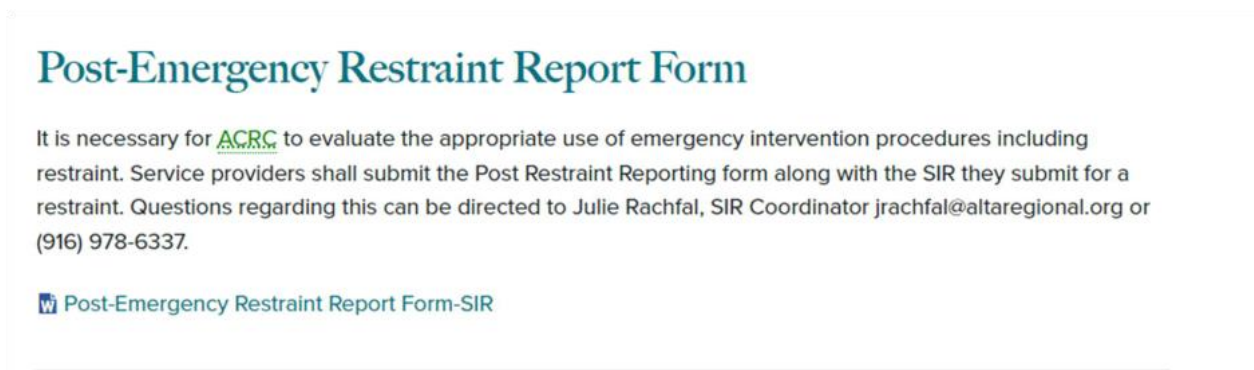 Post-Emergency Restraint Report Form
It is necessary for ACRC to evaluate the appropriate use of emergency intervention procedures including
restraint. Service providers shall submit the Post Restraint Reporting form along with the SIR they submit for a
restraint. Questions regarding this can be directed to Julie Rachfal, SIR Coordinator jrachfal@altaregional.org or
(916) 978-6337.
Post-Emergency Restraint Report Form-SIR